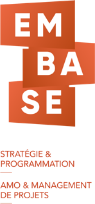 EM
BA
SE
STRATÉGIE &
PROGRAMMATION
AMO & MANAGEMENT
DE PROJETS